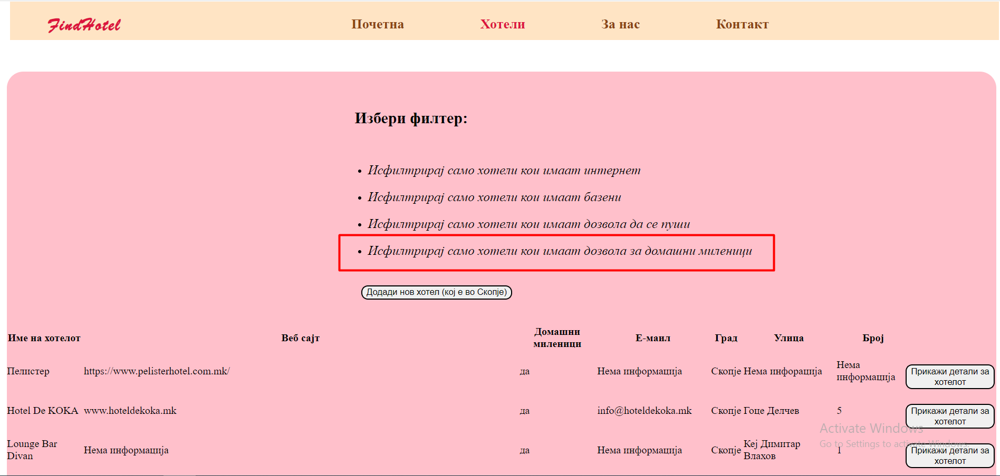 FindHotel Почетна Хотели За нас Контакт
Избери филтер:
• Исфилтрирај само хотели кои имаат интернет
• Исфилтрирај само хотели кои имаат базени
• Исфилтрирај само хотели кои имаат дозвола да се пуши
• Исфилтрирај само хотели кои имаат дозвола за домашни миленици
Додади нов хотел (кој е во Скопје)
Име на хотелот Веб сајт Домашни миленици Е-маил Град Улица Број
Пелистер https://www.pelisterhotel.com.mk/ да Нема информација Скопје Нема инфорација Нема информација Прикажи детали за хотелот
Hotel De KOKA www.hoteldekoka.mk да info@hoteldekoka.mk Скопје Гоце Делчев 5 Прикажи детали за хотелот
Lounge Bar Divan Нема информација да Нема информација Скопје Кеј Димитар Влахов 1 Прикажи детали за хотелот
Activate Windows
Go to Settings to activate Windows.